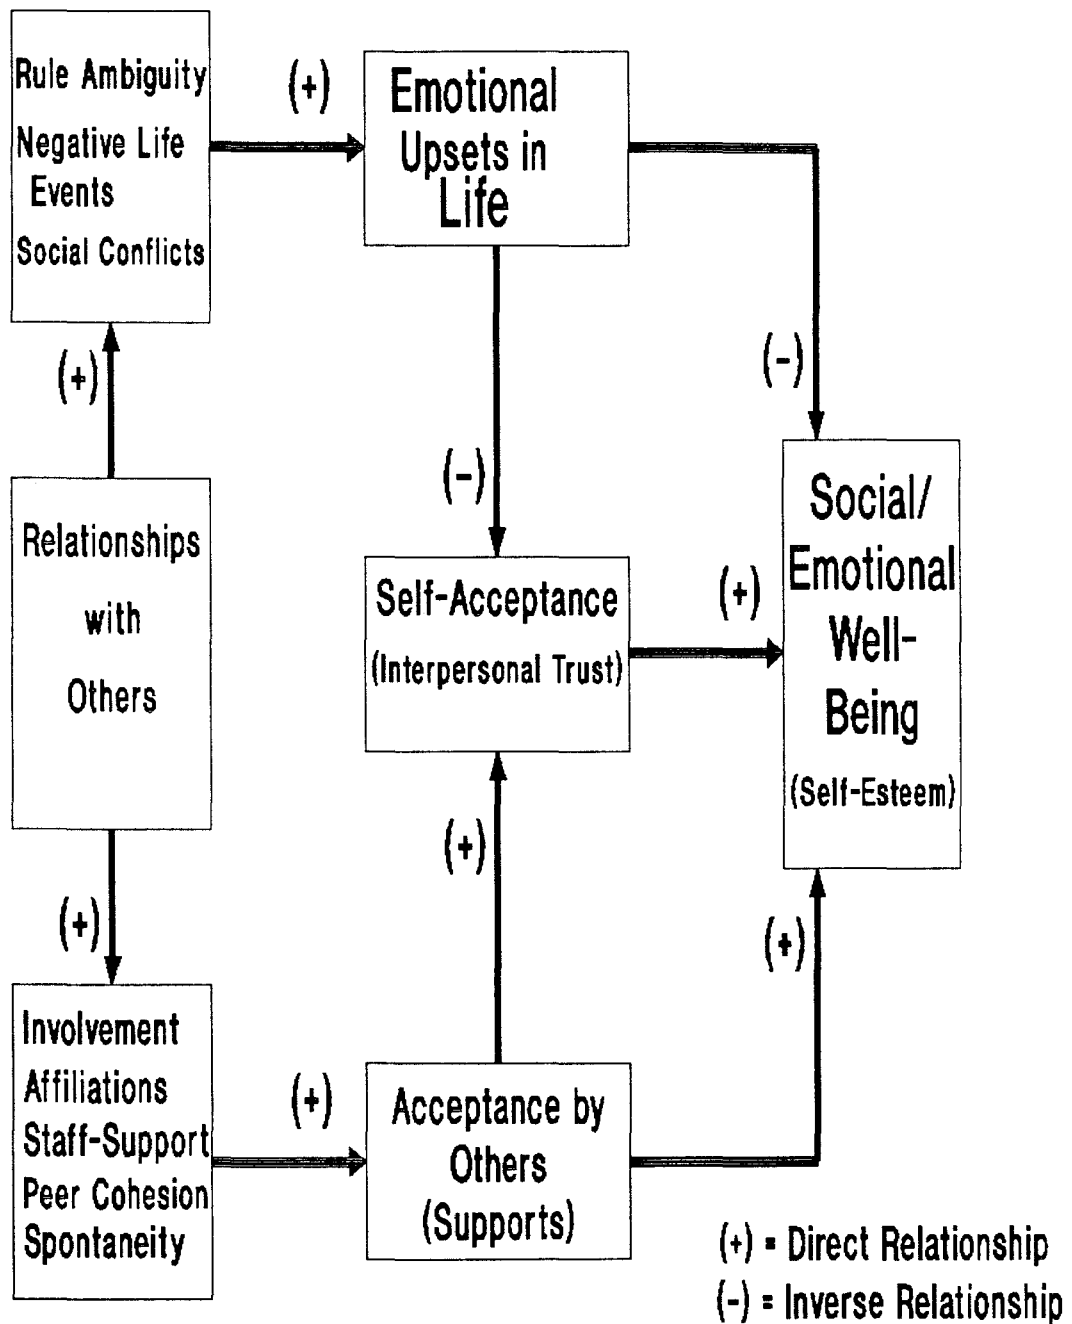 Rule Ambiguity
Negative Life
Events
Social Conflicts
(+)
Emotional
Upsets in
Life
(+)
(-)
(-)
Relationships
with
Others
Self-Acceptance
(Interpersonal Trust)
(+)
Social/
Emotional
Well-
Being
(Self-Esteem)
(+)
(+)
(+)
Involvement
Affiliations
Staff-Support
Peer Cohesion
Spontaneity
(+)
Acceptance by
Others
(Supports)
(+) = Direct Relationship
(-) = Inverse Relationship